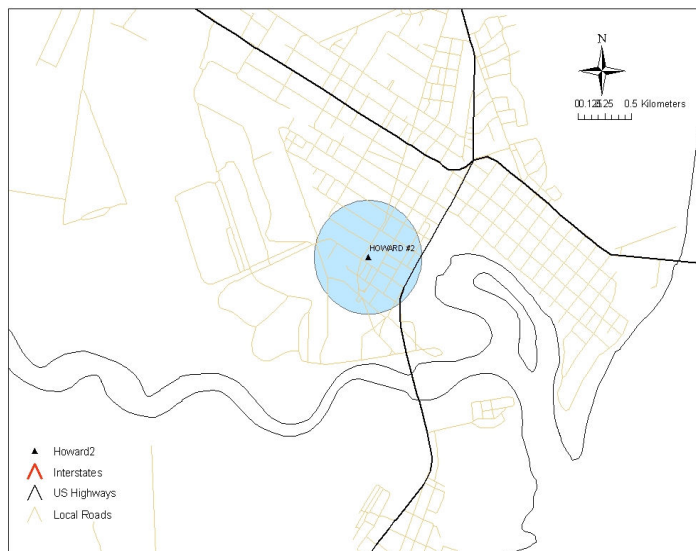 N
0.5 Kilometers
HOWARD #2
Howard2
Interstates
US Highways
Local Roads